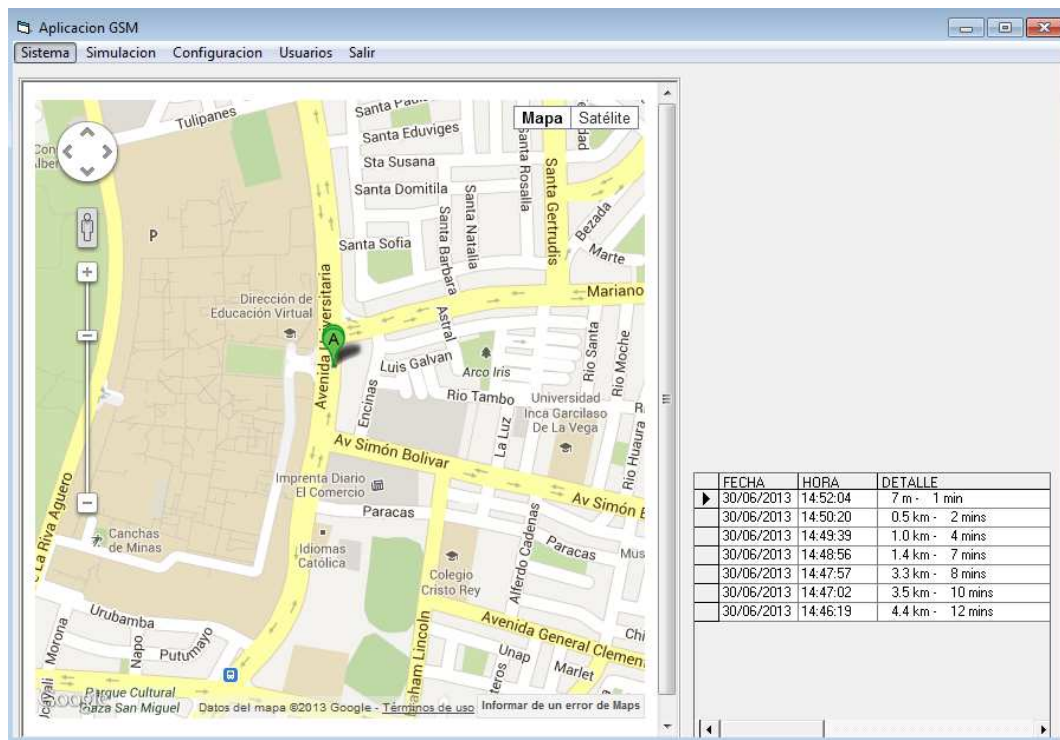 Aplicacion GSM
Sistema Simulacion Configuracion Usuarios Salir
Mapa Satélite
Tulipanes
Santa Eduviges
Sta Susana
Santa Domitila
Santa Sofia
Santa Barbara
Santa Natalia
Santa Rosalla
Santa Gertrudis
Bezada
Marte
Mariano
P
Dirección de
Educación Virtual
Avenida Universitaria
A
Astral
Luis Galvan
Arco Iris
Encinas
Rio Tambo
Rio Santa
Rio Moche
Rio Huaura
La Luz
Universidad
Inca Garcilaso
De La Vega
Av Simón Bolivar
Av Simón
Imprenta Diario
El Comercio
Paracas
Idiomas
Católica
Colegio
Cristo Rey
Alferdo Cadenas
Paracas
Mus
Canchas
de Minas
La Riva Aguero
Urubamba
Morona
Napo
Putumayo
Avenida General Clemen
Chi
Unap
Marlet
Parque Cultural
Plaza San Miguel
Google
Datos del mapa ©2013 Google - Términos de uso
Informar de un error de Maps
FECHA HORA DETALLE
30/06/2013 14:52:04 7 m - 1 min
30/06/2013 14:50:20 0.5 km - 2 mins
30/06/2013 14:49:39 1.0 km - 4 mins
30/06/2013 14:48:56 1.4 km - 7 mins
30/06/2013 14:47:57 3.3 km - 8 mins
30/06/2013 14:47:02 3.5 km - 10 mins
30/06/2013 14:46:19 4.4 km - 12 mins